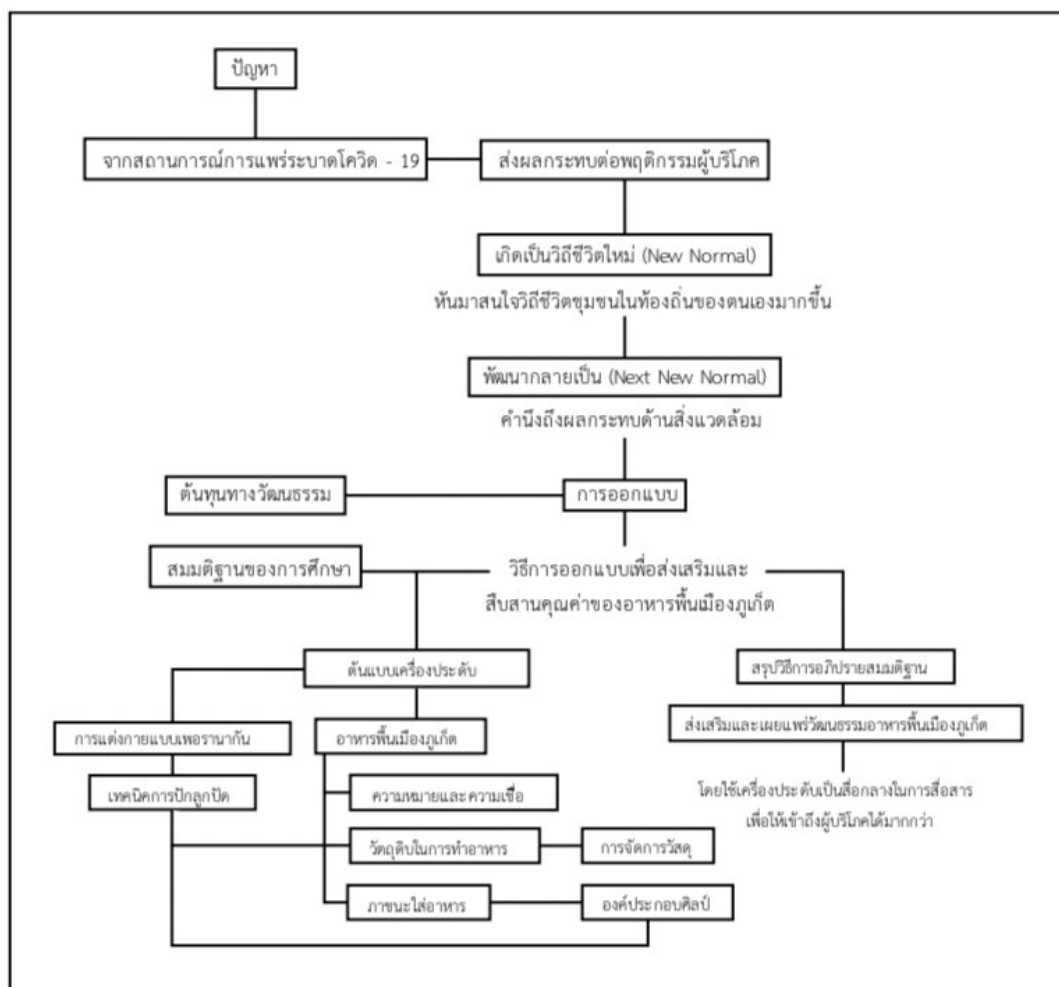 ปัญหา
จากสถานการณ์การแพร่ระบาดโควิด - 19
ส่งผลกระทบต่อพฤติกรรมผู้บริโภค
เกิดเป็นวิถีชีวิตใหม่ (New Normal)
หันมาสนใจวิถีชีวิตชุมชนในท้องถิ่นของตนเองมากขึ้น
พัฒนากลายเป็น (Next New Normal)
คำนึงถึงผลกระทบด้านสิ่งแวดล้อม
ต้นทุนทางวัฒนธรรม
การออกแบบ
สมมติฐานของการศึกษา
วิธีการออกแบบเพื่อส่งเสริมและ
สืบสานคุณค่าของอาหารพื้นเมืองภูเก็ต
ต้นแบบเครื่องประดับ
สรุปวิธีการอภิปรายสมมติฐาน
การแต่งกายแบบเพอรานากัน
อาหารพื้นเมืองภูเก็ต
ส่งเสริมและเผยแพร่วัฒนธรรมอาหารพื้นเมืองภูเก็ต
เทคนิคการปักลูกปัด
ความหมายและความเชื่อ
โดยใช้เครื่องประดับเป็นสื่อกลางในการสื่อสาร
เพื่อให้เข้าถึงผู้บริโภคได้มากกว่า
วัตถุดิบในการทำอาหาร
การจัดการวัสดุ
ภาชนะใส่อาหาร
องค์ประกอบศิลป์